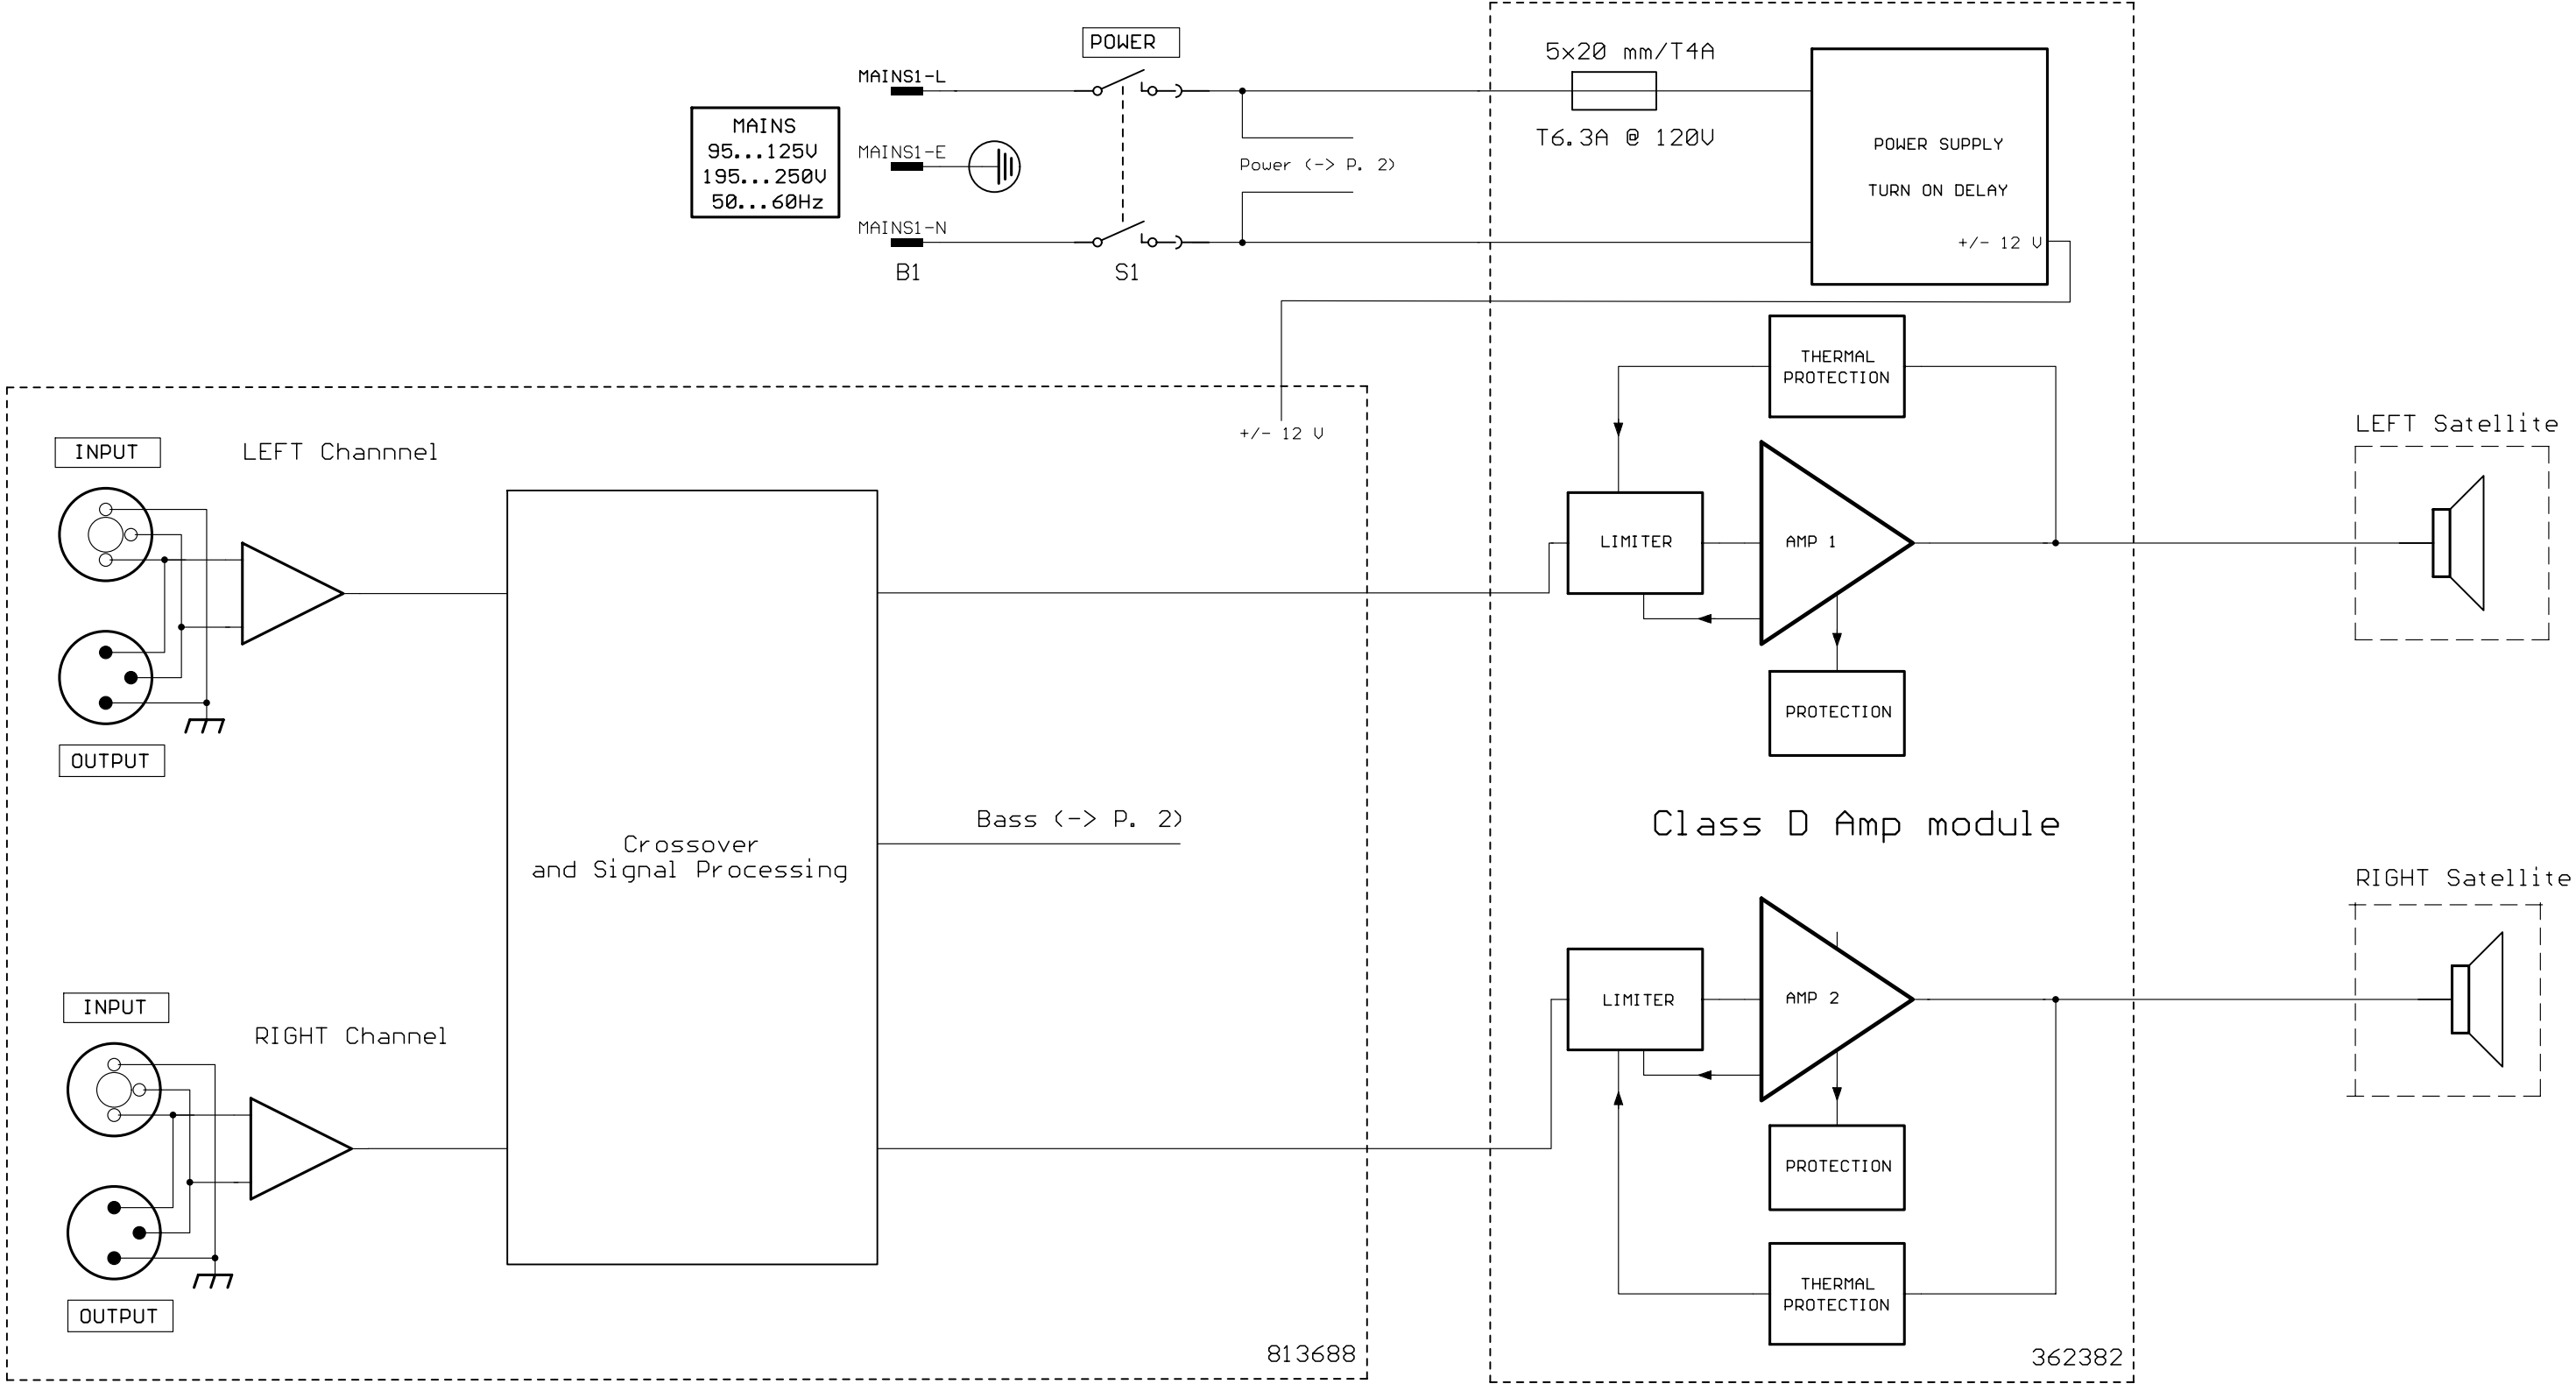 POWER
MAINS1-L
MAINS
95...125V
195...250V
50...60Hz
MAINS1-E
MAINS1-N
B1
S1
Power (-> P. 2)
5x20 mm/T4A
T6.3A @ 120V
POWER SUPPLY
TURN ON DELAY
+/- 12 V
+/- 12 V
INPUT
LEFT Channnel
OUTPUT
Crossover
and Signal Processing
Bass (-> P. 2)
INPUT
RIGHT Channel
OUTPUT
813688
THERMAL
PROTECTION
LIMITER
AMP 1
PROTECTION
Class D Amp module
LIMITER
AMP 2
PROTECTION
THERMAL
PROTECTION
362382
LEFT Satellite
RIGHT Satellite